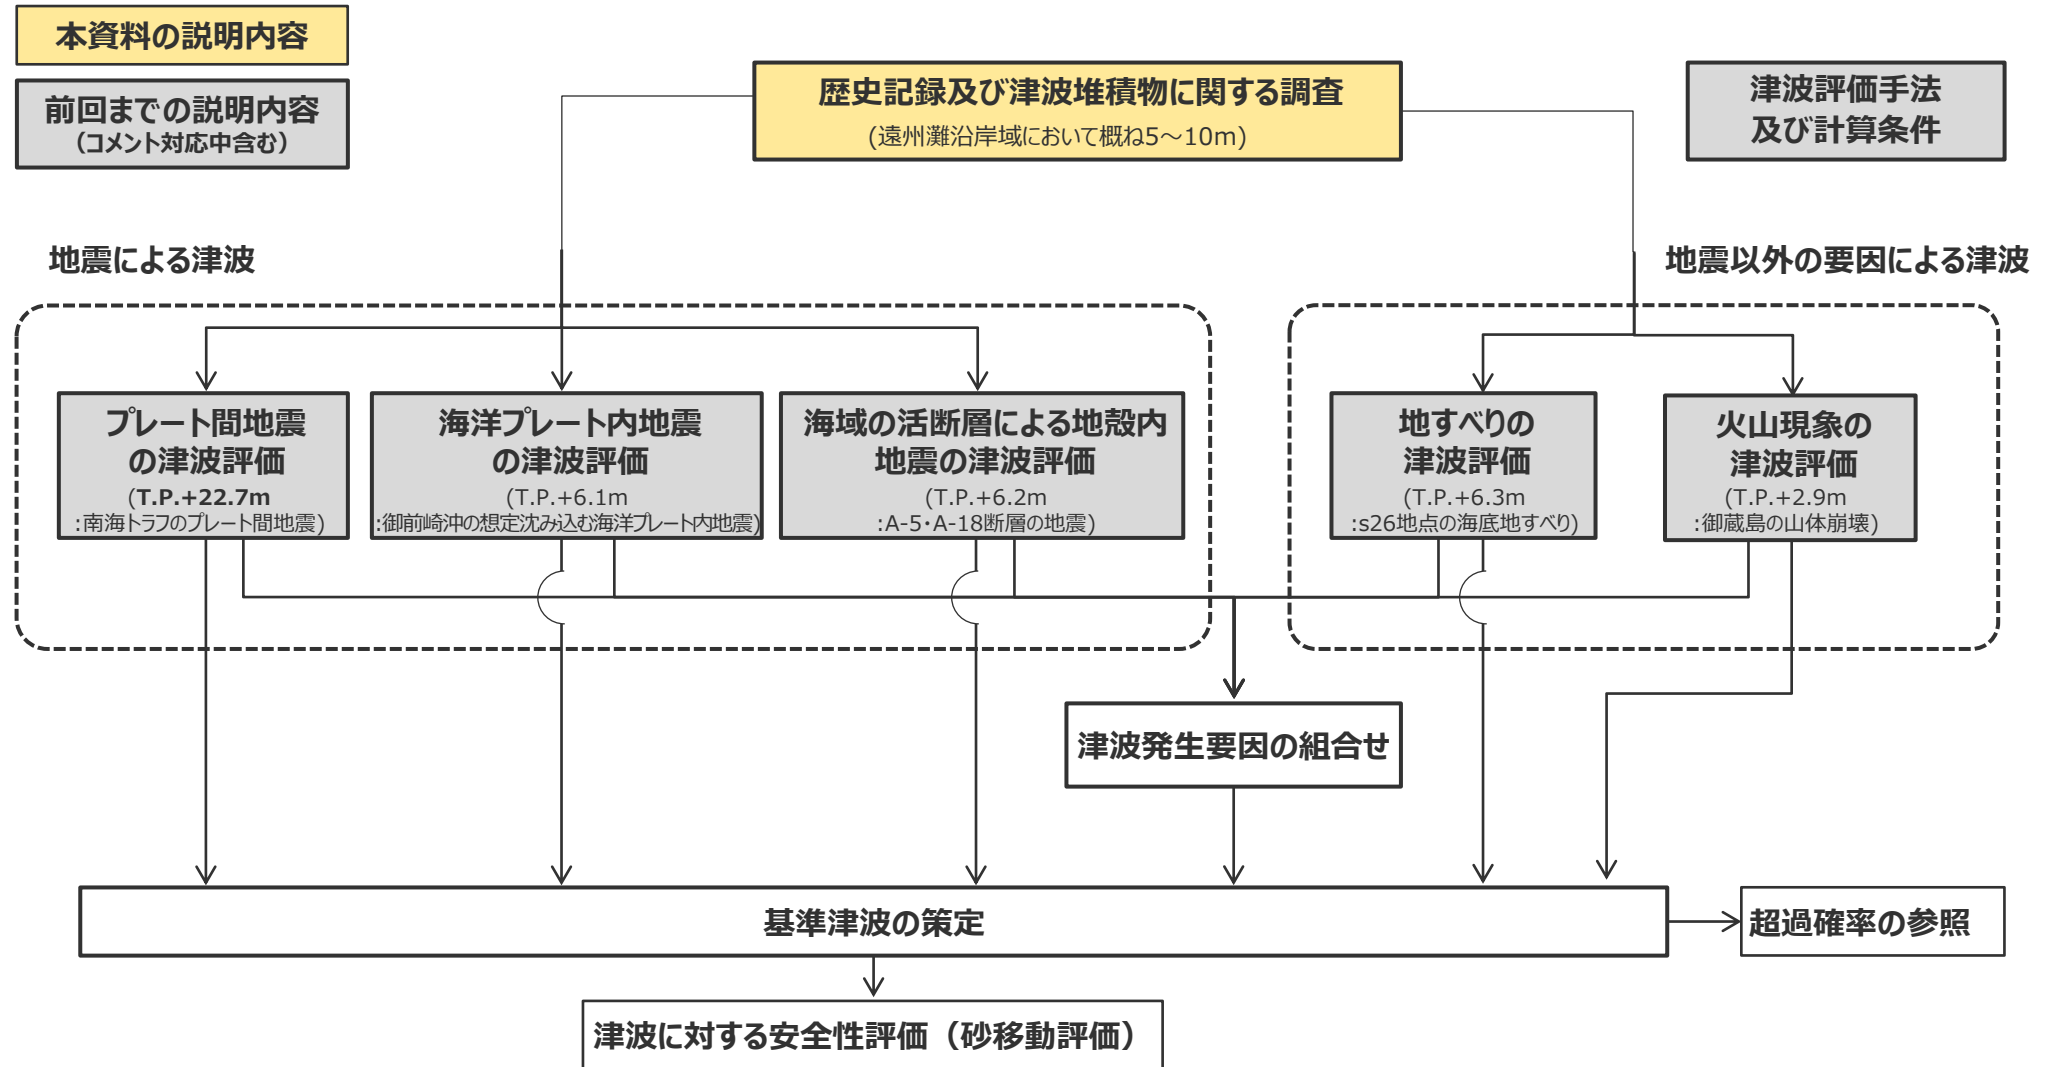 本資料の説明内容
前回までの説明内容
(コメント対応中含む)
歴史記録及び津波堆積物に関する調査
(遠州灘沿岸域において概ね5～10m)
津波評価手法
及び計算条件
地震による津波
地震以外の要因による津波
プレート間地震
の津波評価
(T.P.+22.7m
:南海トラフのプレート間地震)
海洋プレート内地震
の津波評価
(T.P.+6.1m
:御前崎沖の想定沈み込む海洋プレート内地震)
海域の活断層による地殻内
地震の津波評価
(T.P.+6.2m
:A-5・A-18断層の地震)
地すべりの
津波評価
(T.P.+6.3m
:s26地点の海底地すべり)
火山現象の
津波評価
(T.P.+2.9m
:御蔵島の山体崩壊)
津波発生要因の組合せ
基準津波の策定
超過確率の参照
津波に対する安全性評価（砂移動評価）